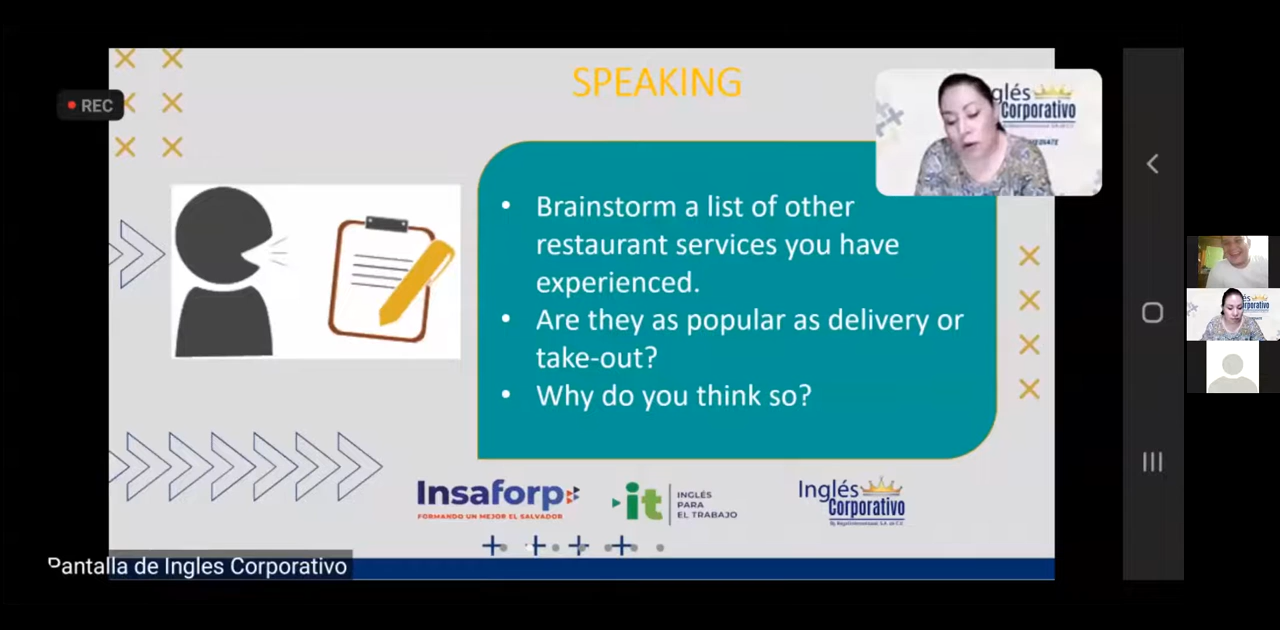 SPEAKING
REC
glés
Corporativo
• Brainstorm a list of other
restaurant services you have
experienced.
• Are they as popular as delivery or
take-out?
• Why do you think so?
Insaforp
FORMANDO UN MEJOR EL SALVADOR
it
INGLÉS
PARA
EL TRABAJO
Inglés
Corporativo
Pantalla de Ingles Corporativo